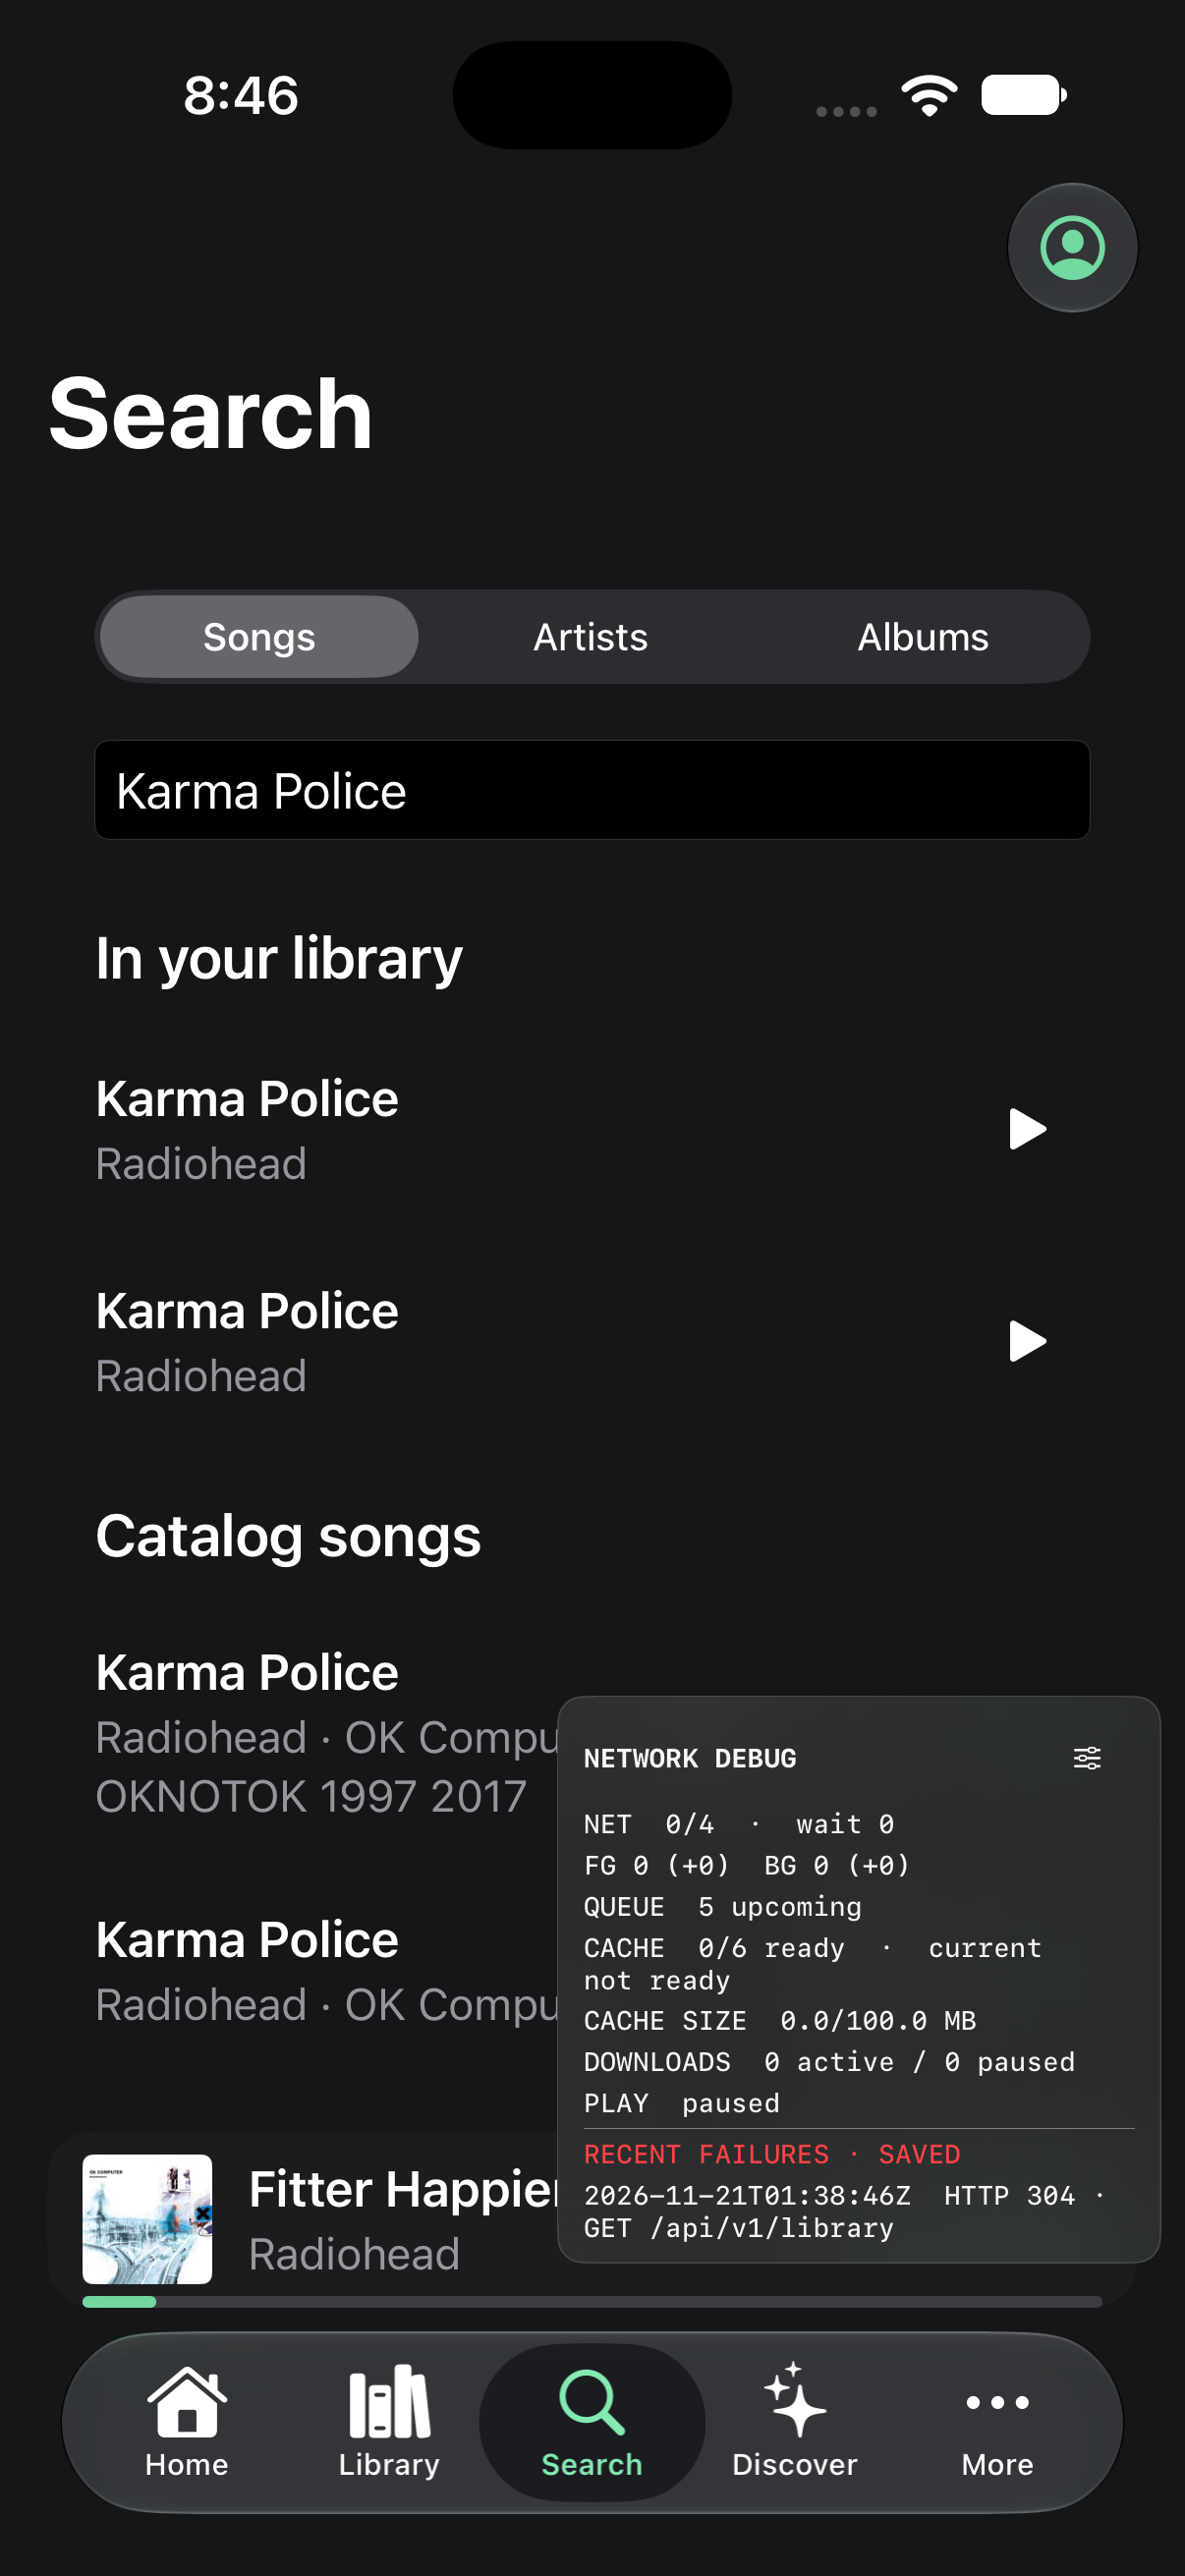 8:46
Search
Songs Artists Albums
Karma Police
In your library
Karma Police
Radiohead
Karma Police
Radiohead
Catalog songs
Karma Police
Radiohead · OK Compu
OKNOTOK 1997 2017
Karma Police
Radiohead · OK Compu
NETWORK DEBUG
NET 0/4 · wait 0
FG 0 (+0) BG 0 (+0)
QUEUE 5 upcoming
CACHE 0/6 ready · current
not ready
CACHE SIZE 0.0/100.0 MB
DOWNLOADS 0 active / 0 paused
PLAY paused
RECENT FAILURES · SAVED
2026-11-21T01:38:46Z HTTP 304 ·
GET /api/v1/library
OK COMPUTER
Fitter Happier
Radiohead
Home Library Search Discover More